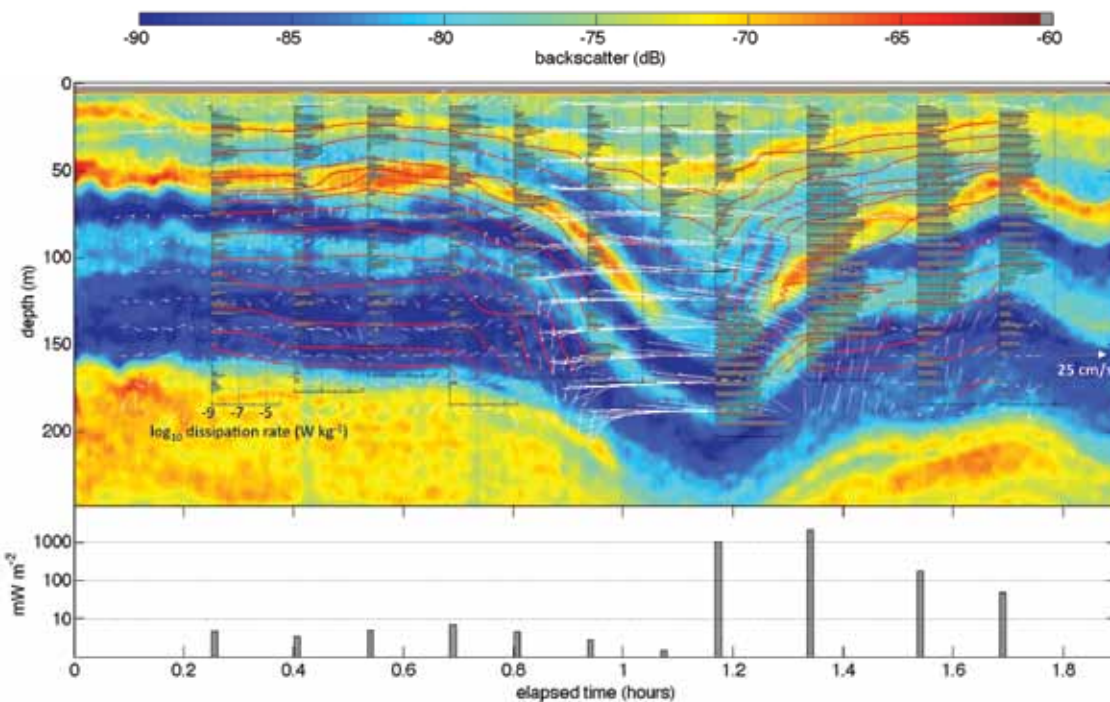 -90 -85 -80 -75 -70 -65 -60
backscatter (dB)
0
50
100
150
200
depth (m)
25 cm/s
-9 -7 -5
log₁₀ dissipation rate (W kg⁻¹)
1000
100
10
mW m⁻²
0 0.2 0.4 0.6 0.8 1 1.2 1.4 1.6 1.8
elapsed time (hours)